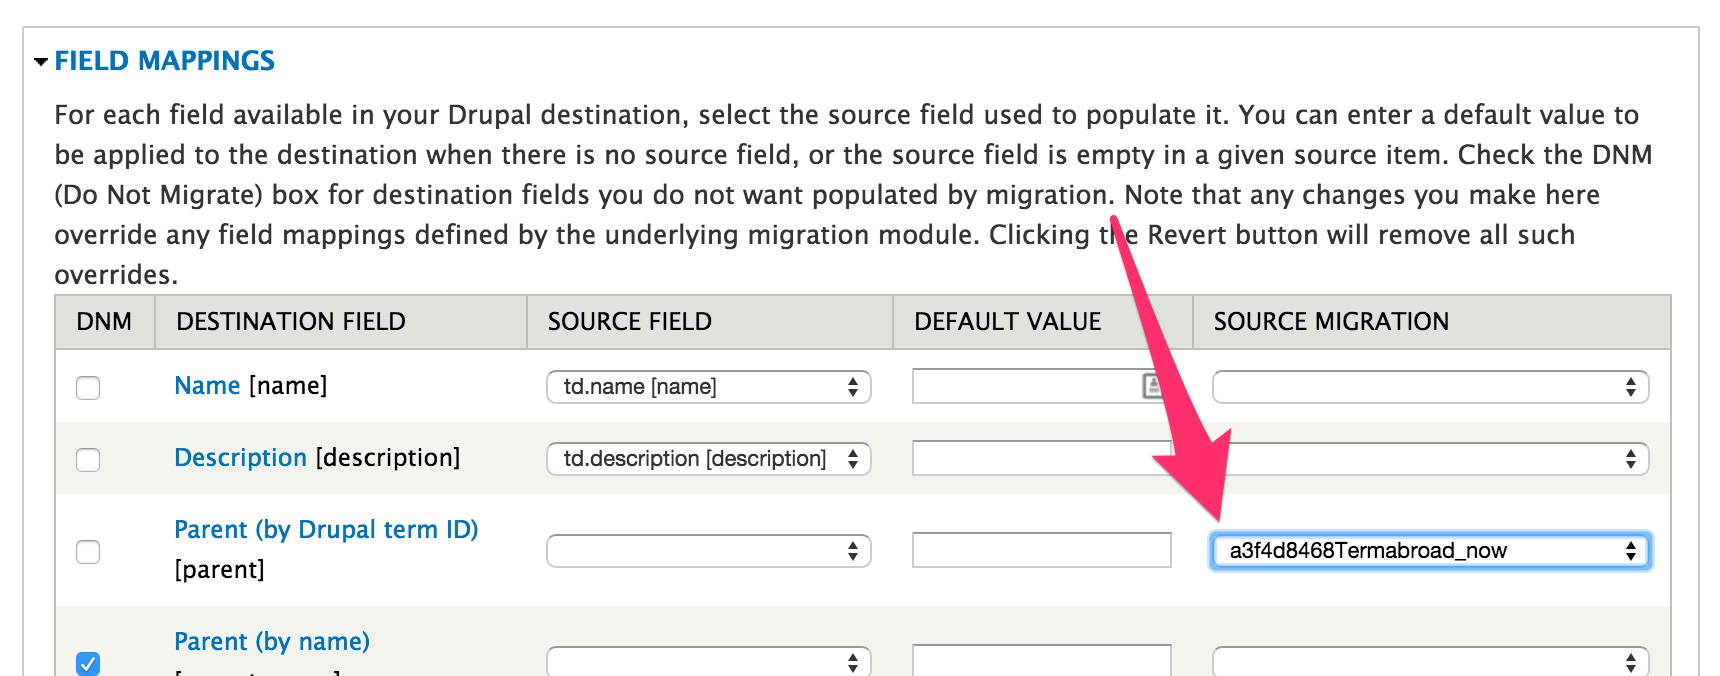 FIELD MAPPINGS
For each field available in your Drupal destination, select the source field used to populate it. You can enter a default value to
be applied to the destination when there is no source field, or the source field is empty in a given source item. Check the DNM
(Do Not Migrate) box for destination fields you do not want populated by migration. Note that any changes you make here
override any field mappings defined by the underlying migration module. Clicking the Revert button will remove all such
overrides.
DNM DESTINATION FIELD SOURCE FIELD DEFAULT VALUE SOURCE MIGRATION
Name [name] td.name [name]
Description [description] td.description [description]
Parent (by Drupal term ID)
[parent] a3f4d8468Termabroad_now
Parent (by name)